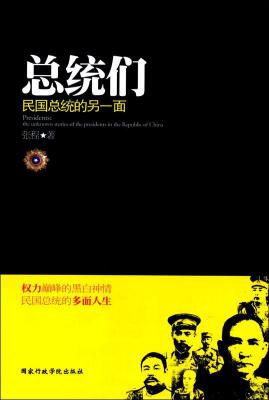 总统们
民国总统的另一面
Presidents:
the unknown stories of the presidents in the Republic of China
张程★著
权力巅峰的黑白神情
民国总统的多面人生
国家行政学院出版社